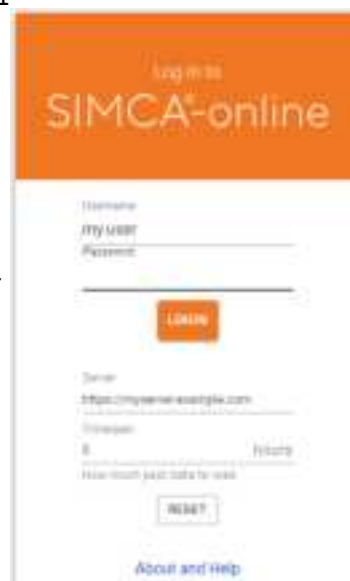 Log in to
SIMCA®-online
Username
my user
Password
LOGIN
Server
https://myserver.example.com
Timespan
8 hours
How much past data to read
RESET
About and Help